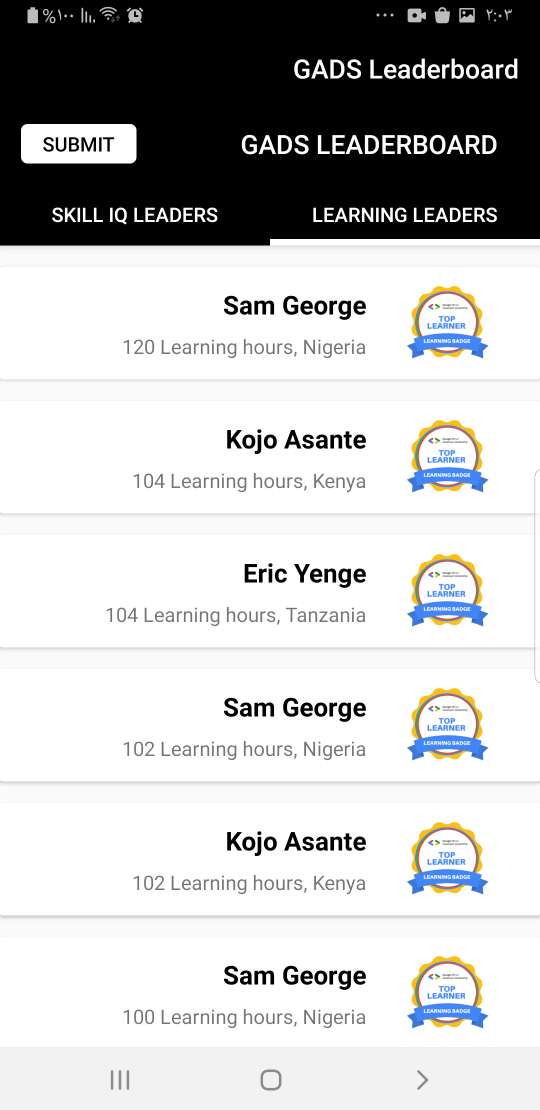 %١٠٠
٢:٠٣
GADS Leaderboard
SUBMIT
GADS LEADERBOARD
SKILL IQ LEADERS
LEARNING LEADERS
Sam George
120 Learning hours, Nigeria
TOP
LEARNER
LEARNING BADGE
Kojo Asante
104 Learning hours, Kenya
TOP
LEARNER
LEARNING BADGE
Eric Yenge
104 Learning hours, Tanzania
TOP
LEARNER
LEARNING BADGE
Sam George
102 Learning hours, Nigeria
TOP
LEARNER
LEARNING BADGE
Kojo Asante
102 Learning hours, Kenya
TOP
LEARNER
LEARNING BADGE
Sam George
100 Learning hours, Nigeria
TOP
LEARNER
LEARNING BADGE